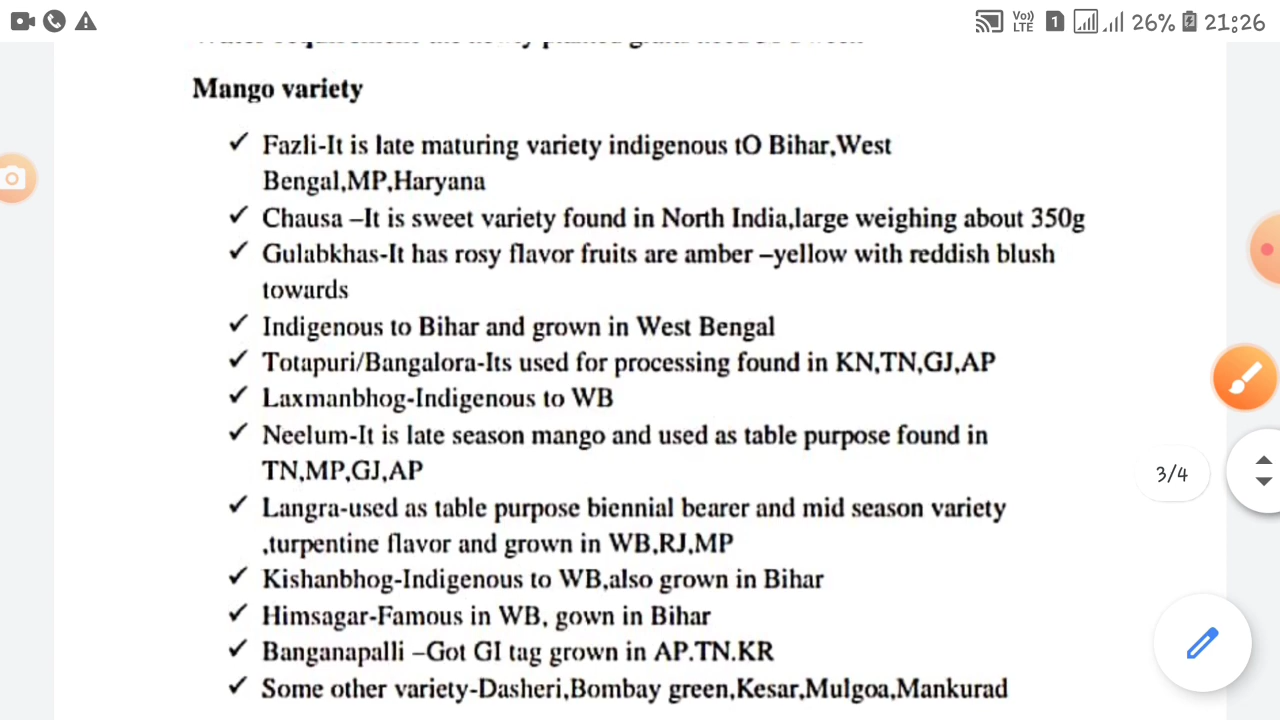 Vo)) LTE 1 26% 21:26
Mango variety
✓ Fazli-It is late maturing variety indigenous tO Bihar,West
Bengal,MP,Haryana
✓ Chausa –It is sweet variety found in North India,large weighing about 350g
✓ Gulabkhas-It has rosy flavor fruits are amber –yellow with reddish blush
towards
✓ Indigenous to Bihar and grown in West Bengal
✓ Totapuri/Bangalora-Its used for processing found in KN,TN,GJ,AP
✓ Laxmanbhog-Indigenous to WB
✓ Neelum-It is late season mango and used as table purpose found in
TN,MP,GJ,AP
3/4
✓ Langra-used as table purpose biennial bearer and mid season variety
,turpentine flavor and grown in WB,RJ,MP
✓ Kishanbhog-Indigenous to WB,also grown in Bihar
✓ Himsagar-Famous in WB, gown in Bihar
✓ Banganapalli –Got GI tag grown in AP.TN.KR
✓ Some other variety-Dasheri,Bombay green,Kesar,Mulgoa,Mankurad